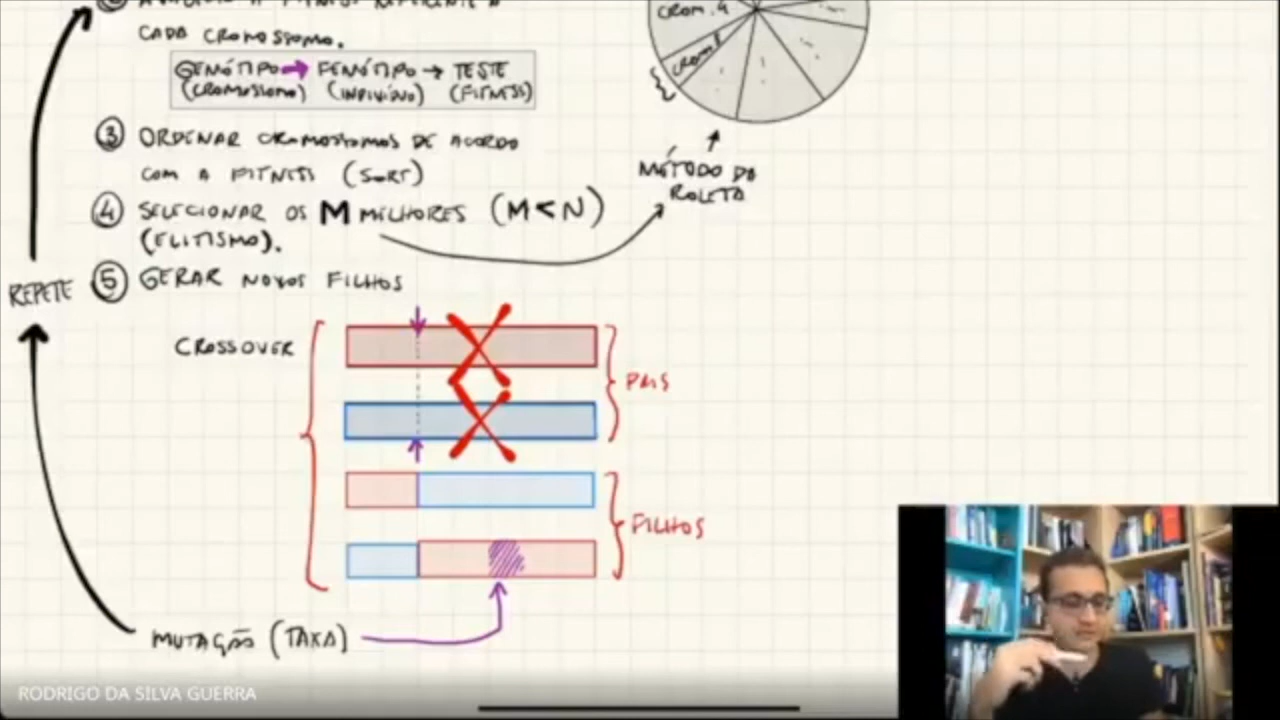 CADA CROMOSSOMO.
GENÓTIPO → FENÓTIPO → TESTE
(CROMOSSOMO) (INDIVÍDUO) (FITNESS)
③ ORDENAR CROMOSSOMOS DE ACORDO
COM A FITNESS (SORT)
④ SELECIONAR OS M MELHORES (M<N)
(ELITISMO).
⑤ GERAR NOVOS FILHOS
REPETE
CROM. 4
MÉTODO DA
ROLETA
CROSSOVER
PAIS
FILHOS
MUTAÇÃO (TAXA)
RODRIGO DA SILVA GUERRA